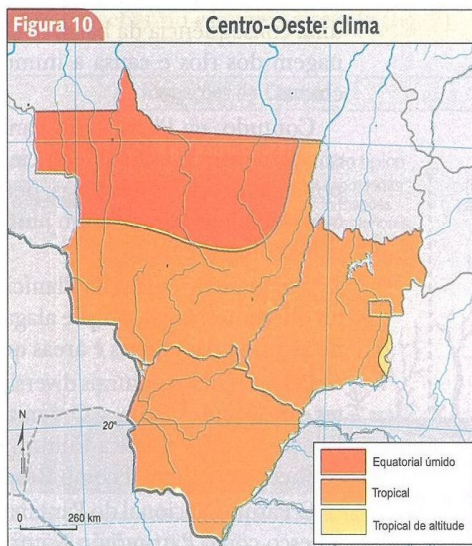 Figura 10
Centro-Oeste: clima
N
20°
0
260 km
Equatorial úmido
Tropical
Tropical de altitude